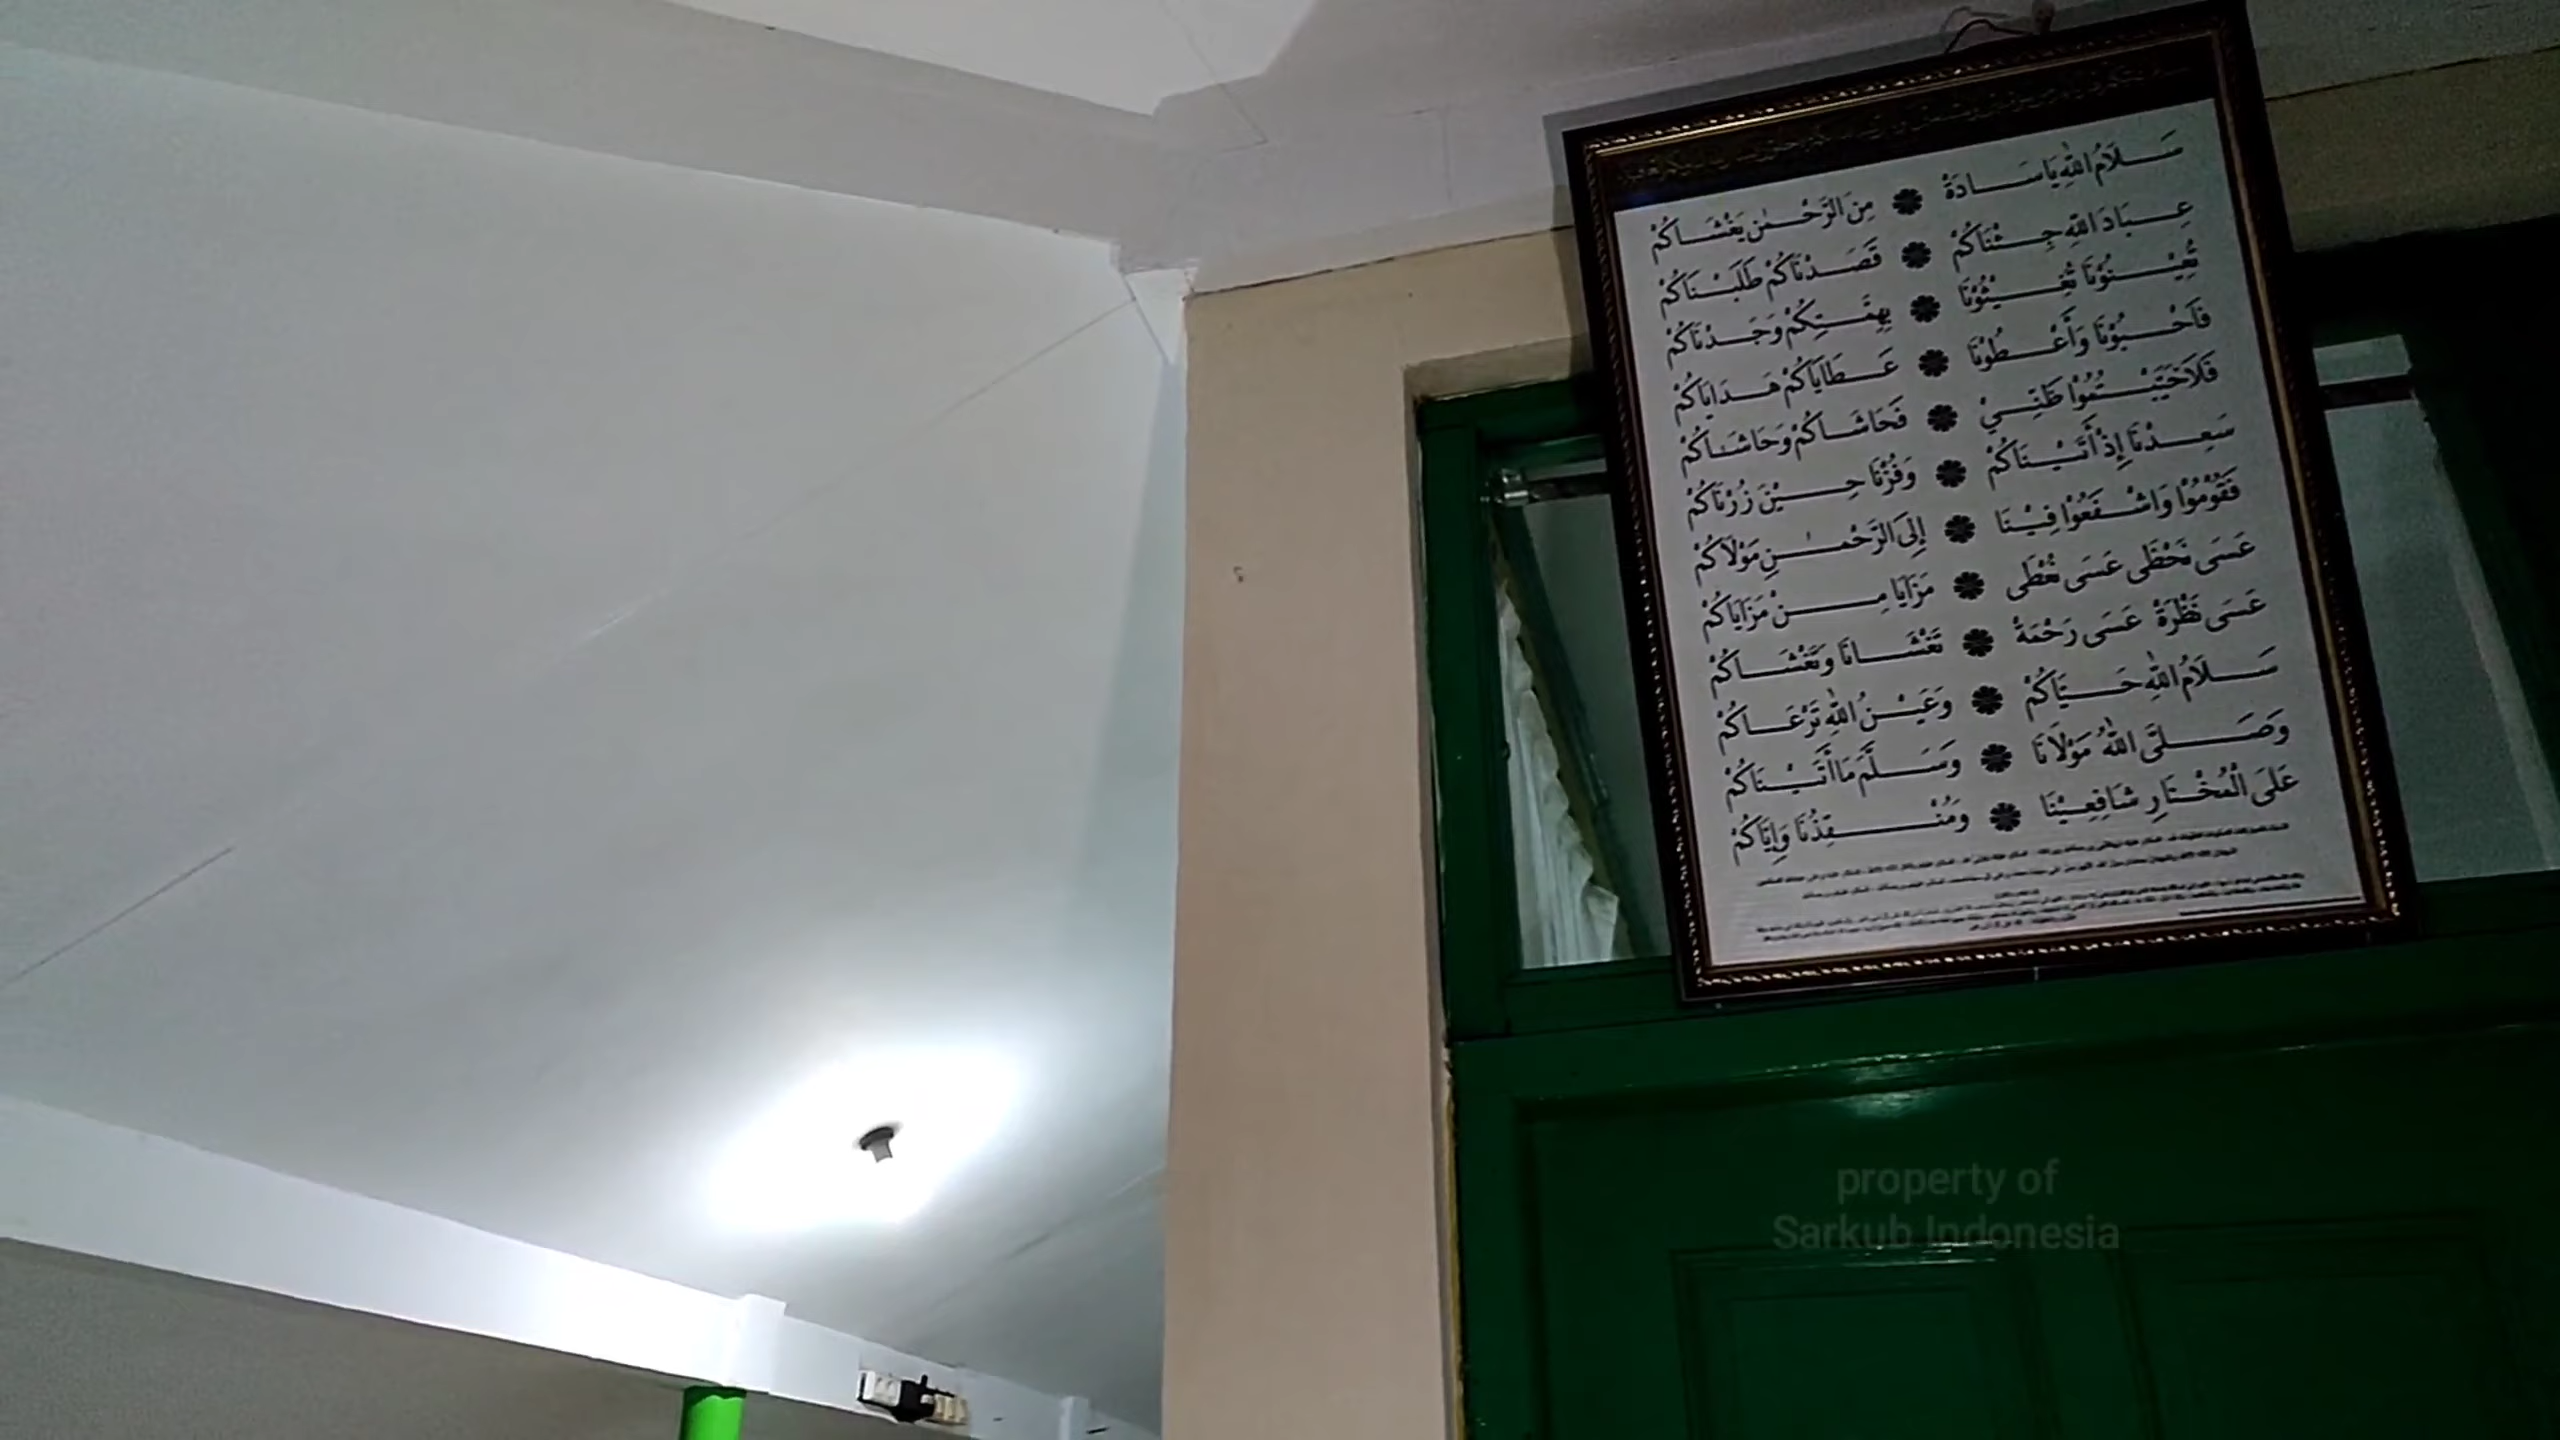 سَلَامُ اللهِ يَا سَادَةْ ❋ مِنَ الرَّحْمٰنِ يَغْشَاكُمْ
عِبَادَ اللهِ جِئْنَاكُمْ ❋ قَصَدْنَاكُمْ طَلَبْنَاكُمْ
تُعِيْنُوْنَا تُغِيْثُوْنَا ❋ بِهِمَّتِكُمْ وَجَدْنَاكُمْ
فَاَحْبُوْنَا وَأَعْطُوْنَا ❋ عَطَايَاكُمْ هَدَايَاكُمْ
فَلَا خَيَّبْتُمُوْا ظَنِّيْ ❋ فَحَاشَاكُمْ وَحَاشَاكُمْ
سَعِدْنَا إِذْ أَتَيْنَاكُمْ ❋ وَفُزْنَا حِيْنَ زُرْنَاكُمْ
فَقُوْمُوْا وَاشْفَعُوْا فِيْنَا ❋ إِلَى الرَّحْمٰنِ مَوْلَاكُمْ
عَسَى نَحْظَى عَسَى نُعْطَى ❋ مَزَايَا مِنْ مَزَايَاكُمْ
عَسَى نَظْرَةْ عَسَى رَحْمَةْ ❋ تَغْشَانَا وَتَغْشَاكُمْ
سَلَامُ اللهِ حَيَّاكُمْ ❋ وَعَيْنُ اللهِ تَرْعَاكُمْ
وَصَلَّى اللهُ مَوْلَانَا ❋ وَسَلَّمَ مَا أَتَيْنَاكُمْ
عَلَى الْمُخْتَارِ شَافِعِيْنَا ❋ وَمُنْقِذُنَا وَإِيَّاكُمْ
property of
Sarkub Indonesia